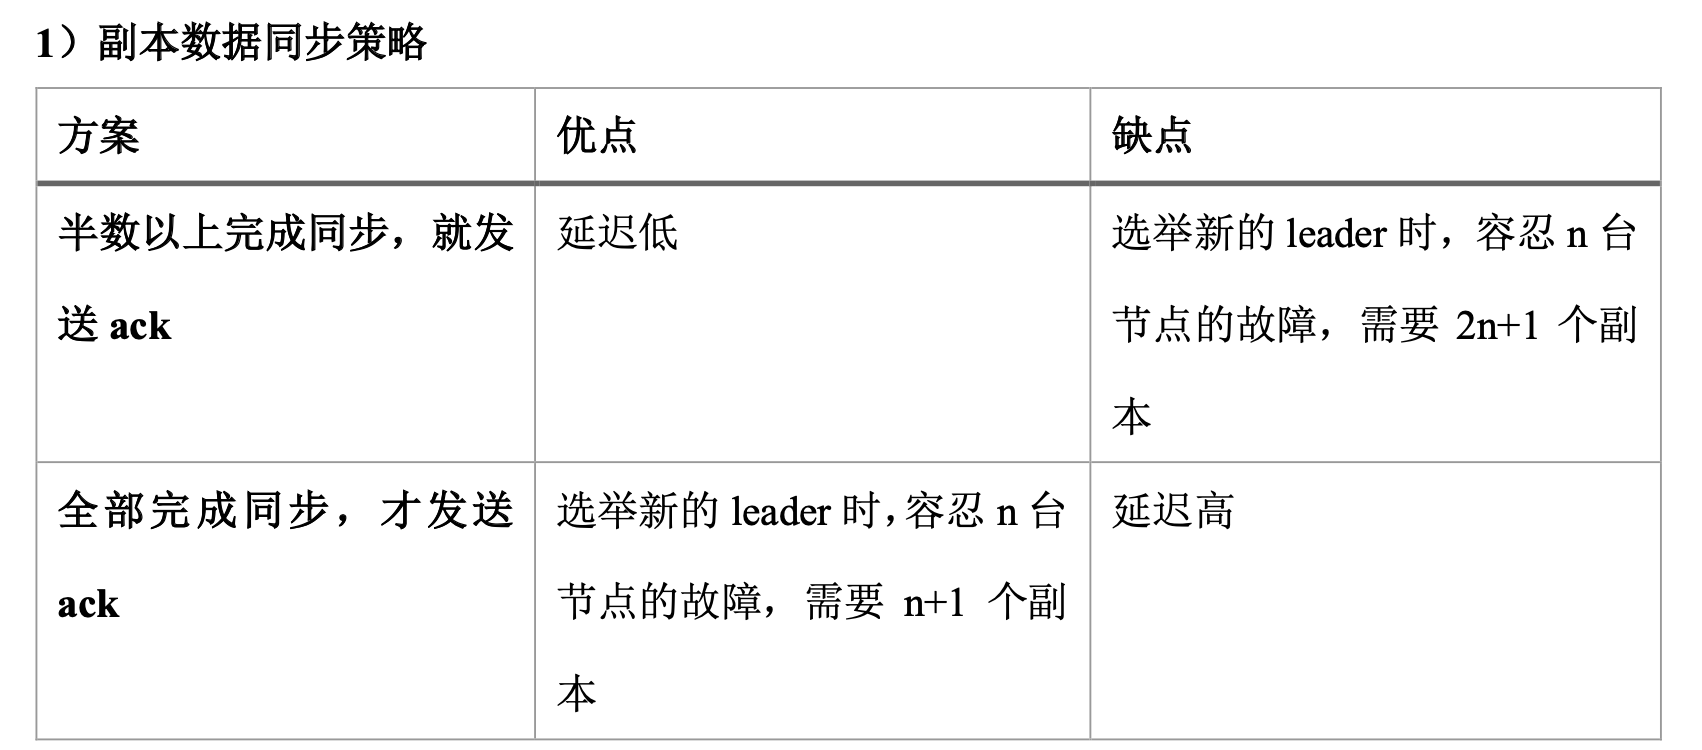 1）副本数据同步策略
方案
优点
缺点
半数以上完成同步，就发
送 ack
延迟低
选举新的 leader 时，容忍 n 台
节点的故障，需要 2n+1 个副
本
全部完成同步，才发送
ack
选举新的 leader 时，容忍 n 台
节点的故障，需要 n+1 个副
本
延迟高